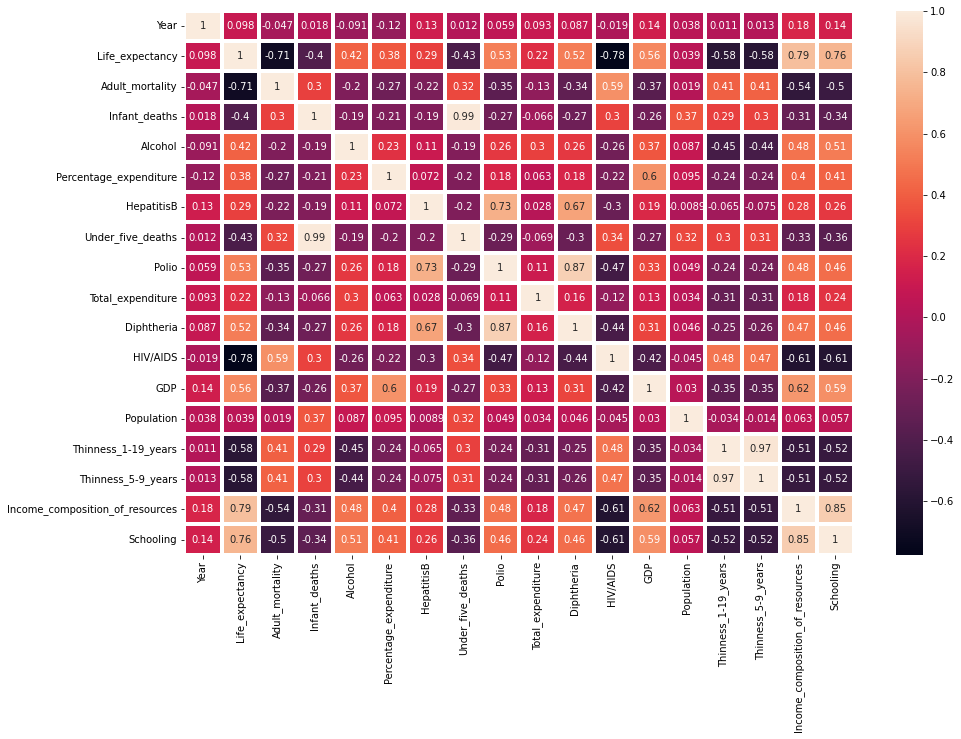 Year 1 0.098 -0.047 0.018 -0.091 -0.12 0.13 0.012 0.059 0.093 0.087 -0.019 0.14 0.038 0.011 0.013 0.18 0.14
Life_expectancy 0.098 1 -0.71 -0.4 0.42 0.38 0.29 -0.43 0.53 0.22 0.52 -0.78 0.56 0.039 -0.58 -0.58 0.79 0.76
Adult_mortality -0.047 -0.71 1 0.3 -0.2 -0.27 -0.22 0.32 -0.35 -0.13 -0.34 0.59 -0.37 0.019 0.41 0.41 -0.54 -0.5
Infant_deaths 0.018 -0.4 0.3 1 -0.19 -0.21 -0.19 0.99 -0.27 -0.066 -0.27 0.3 -0.26 0.37 0.29 0.3 -0.31 -0.34
Alcohol -0.091 0.42 -0.2 -0.19 1 0.23 0.11 -0.19 0.26 0.3 0.26 -0.26 0.37 0.087 -0.45 -0.44 0.48 0.51
Percentage_expenditure -0.12 0.38 -0.27 -0.21 0.23 1 0.072 -0.2 0.18 0.063 0.18 -0.22 0.6 0.095 -0.24 -0.24 0.4 0.41
HepatitisB 0.13 0.29 -0.22 -0.19 0.11 0.072 1 -0.2 0.73 0.028 0.67 -0.3 0.19 -0.0089 -0.065 -0.075 0.28 0.26
Under_five_deaths 0.012 -0.43 0.32 0.99 -0.19 -0.2 -0.2 1 -0.29 -0.069 -0.3 0.34 -0.27 0.32 0.3 0.31 -0.33 -0.36
Polio 0.059 0.53 -0.35 -0.27 0.26 0.18 0.73 -0.29 1 0.11 0.87 -0.47 0.33 0.049 -0.24 -0.24 0.48 0.46
Total_expenditure 0.093 0.22 -0.13 -0.066 0.3 0.063 0.028 -0.069 0.11 1 0.16 -0.12 0.13 0.034 -0.31 -0.31 0.18 0.24
Diphtheria 0.087 0.52 -0.34 -0.27 0.26 0.18 0.67 -0.3 0.87 0.16 1 -0.44 0.31 0.046 -0.25 -0.26 0.47 0.46
HIV/AIDS -0.019 -0.78 0.59 0.3 -0.26 -0.22 -0.3 0.34 -0.47 -0.12 -0.44 1 -0.42 -0.045 0.48 0.47 -0.61 -0.61
GDP 0.14 0.56 -0.37 -0.26 0.37 0.6 0.19 -0.27 0.33 0.13 0.31 -0.42 1 0.03 -0.35 -0.35 0.62 0.59
Population 0.038 0.039 0.019 0.37 0.087 0.095 -0.0089 0.32 0.049 0.034 0.046 -0.045 0.03 1 -0.034 -0.014 0.063 0.057
Thinness_1-19_years 0.011 -0.58 0.41 0.29 -0.45 -0.24 -0.065 0.3 -0.24 -0.31 -0.25 0.48 -0.35 -0.034 1 0.97 -0.51 -0.52
Thinness_5-9_years 0.013 -0.58 0.41 0.3 -0.44 -0.24 -0.075 0.31 -0.24 -0.31 -0.26 0.47 -0.35 -0.014 0.97 1 -0.51 -0.52
Income_composition_of_resources 0.18 0.79 -0.54 -0.31 0.48 0.4 0.28 -0.33 0.48 0.18 0.47 -0.61 0.62 0.063 -0.51 -0.51 1 0.85
Schooling 0.14 0.76 -0.5 -0.34 0.51 0.41 0.26 -0.36 0.46 0.24 0.46 -0.61 0.59 0.057 -0.52 -0.52 0.85 1
Year
Life_expectancy
Adult_mortality
Infant_deaths
Alcohol
Percentage_expenditure
HepatitisB
Under_five_deaths
Polio
Total_expenditure
Diphtheria
HIV/AIDS
GDP
Population
Thinness_1-19_years
Thinness_5-9_years
Income_composition_of_resources
Schooling
1.0
0.8
0.6
0.4
0.2
0.0
−0.2
−0.4
−0.6